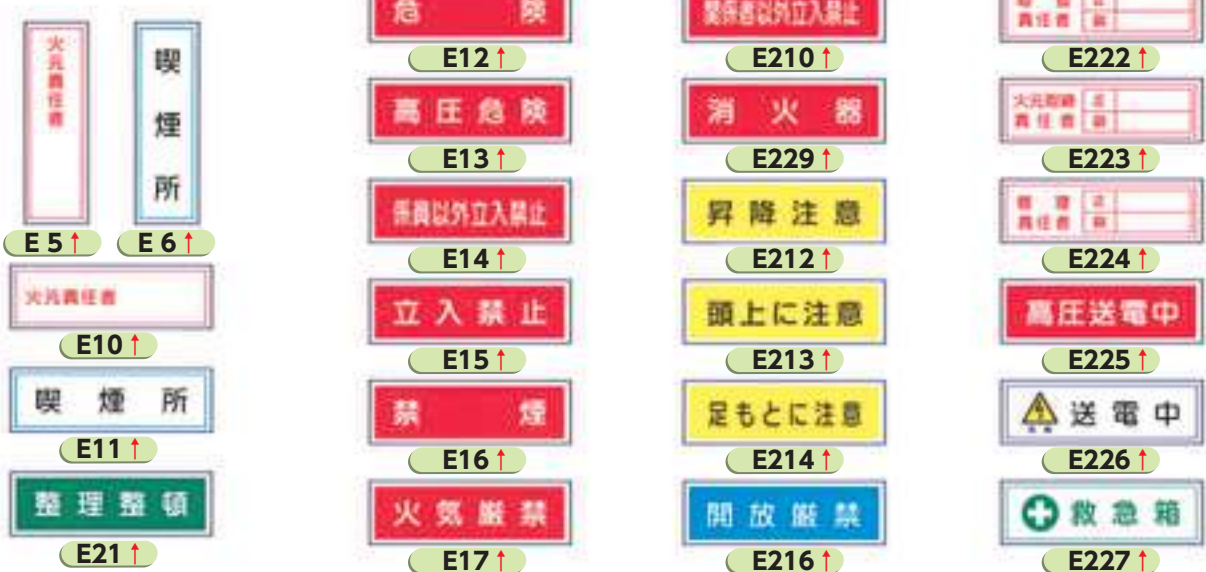 火元責任者
E 5↑
喫煙所
E 6↑
火元責任者
E10↑
喫煙所
E11↑
整理整頓
E21↑
危険
E12↑
高圧危険
E13↑
係員以外立入禁止
E14↑
立入禁止
E15↑
禁煙
E16↑
火気厳禁
E17↑
関係者以外立入禁止
E210↑
消火器
E229↑
昇降注意
E212↑
頭上に注意
E213↑
足もとに注意
E214↑
開放厳禁
E216↑
責任者 副
E222↑
火元取締 正
責任者 副
E223↑
管理 正
責任者 副
E224↑
高圧送電中
E225↑
送電中
E226↑
救急箱
E227↑